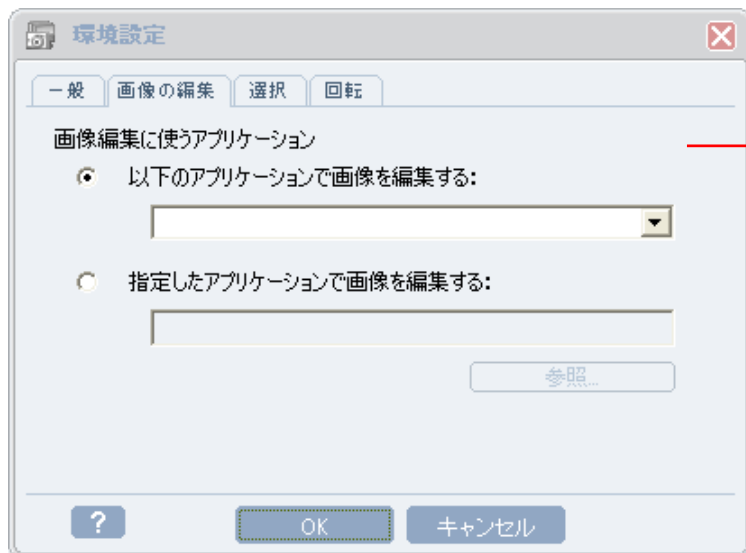 環境設定
一般 画像の編集 選択 回転
画像編集に使うアプリケーション
以下のアプリケーションで画像を編集する:
指定したアプリケーションで画像を編集する:
参照...
? OK キャンセル